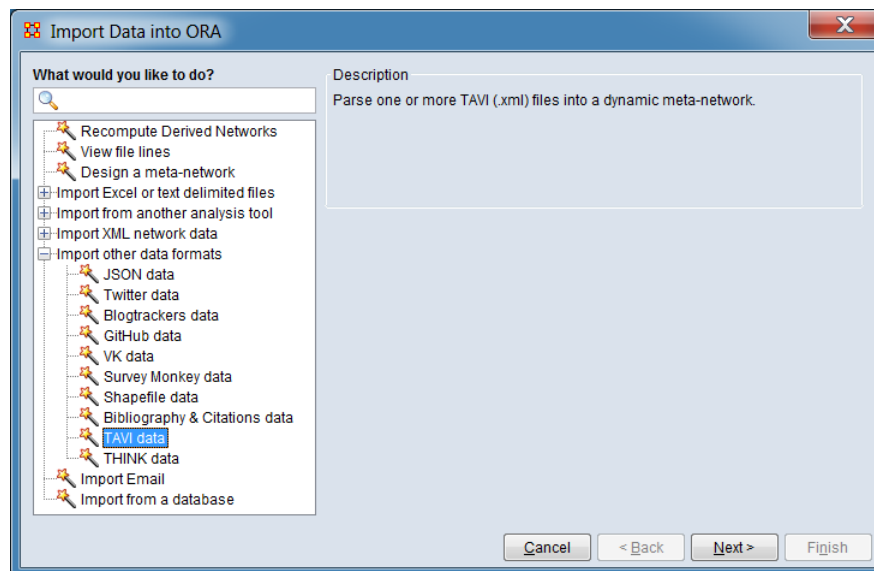 Import Data into ORA
X
What would you like to do?
Recompute Derived Networks
View file lines
Design a meta-network
Import Excel or text delimited files
Import from another analysis tool
Import XML network data
Import other data formats
JSON data
Twitter data
Blogtrackers data
GitHub data
VK data
Survey Monkey data
Shapefile data
Bibliography & Citations data
TAVI data
THINK data
Import Email
Import from a database
Description
Parse one or more TAVI (.xml) files into a dynamic meta-network.
Cancel
< Back
Next >
Finish